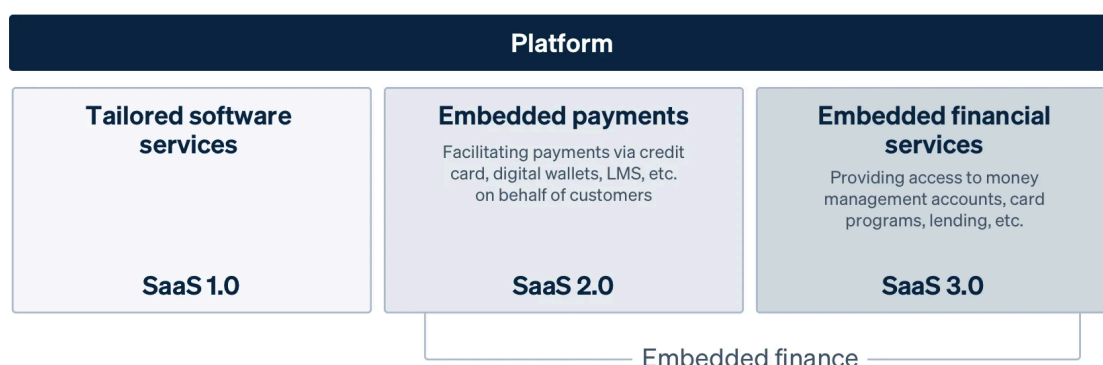 Platform
Tailored software
services
SaaS 1.0
Embedded payments
Facilitating payments via credit
card, digital wallets, LMS, etc.
on behalf of customers
SaaS 2.0
Embedded financial
services
Providing access to money
management accounts, card
programs, lending, etc.
SaaS 3.0
Embedded finance